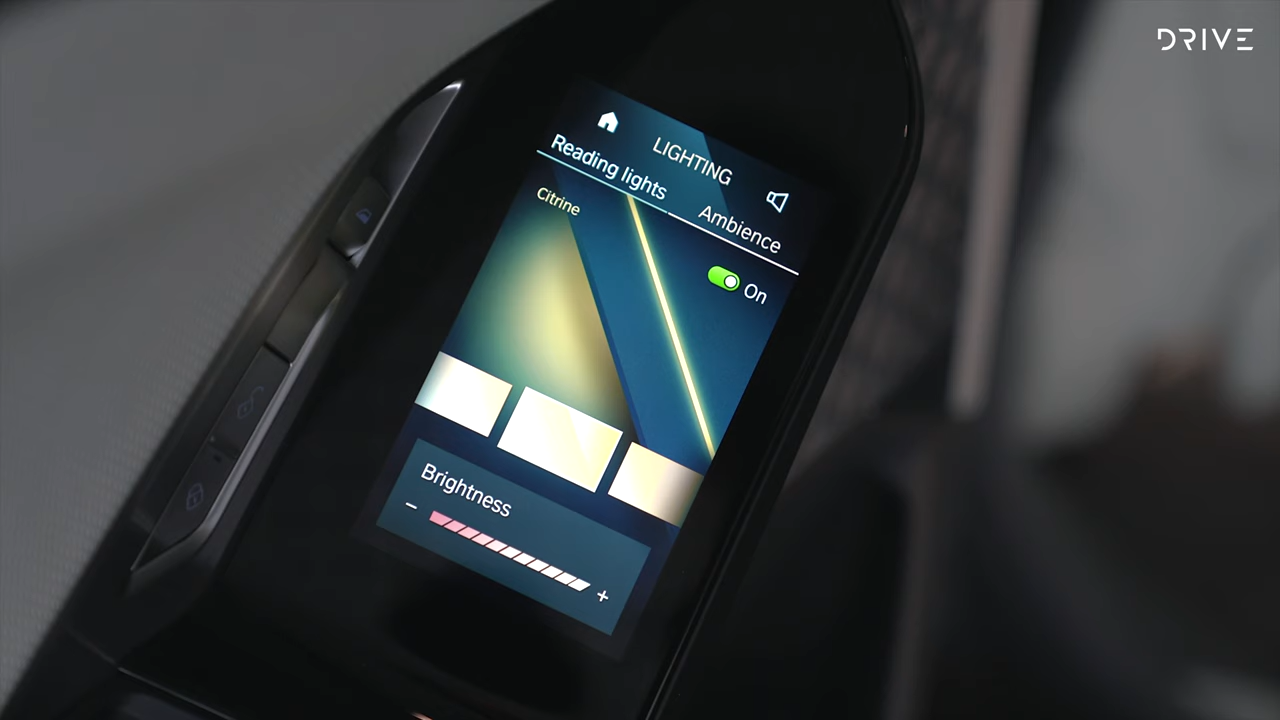 DRIVE
LIGHTING
Reading lights
Ambience
Citrine
On
Brightness
− +